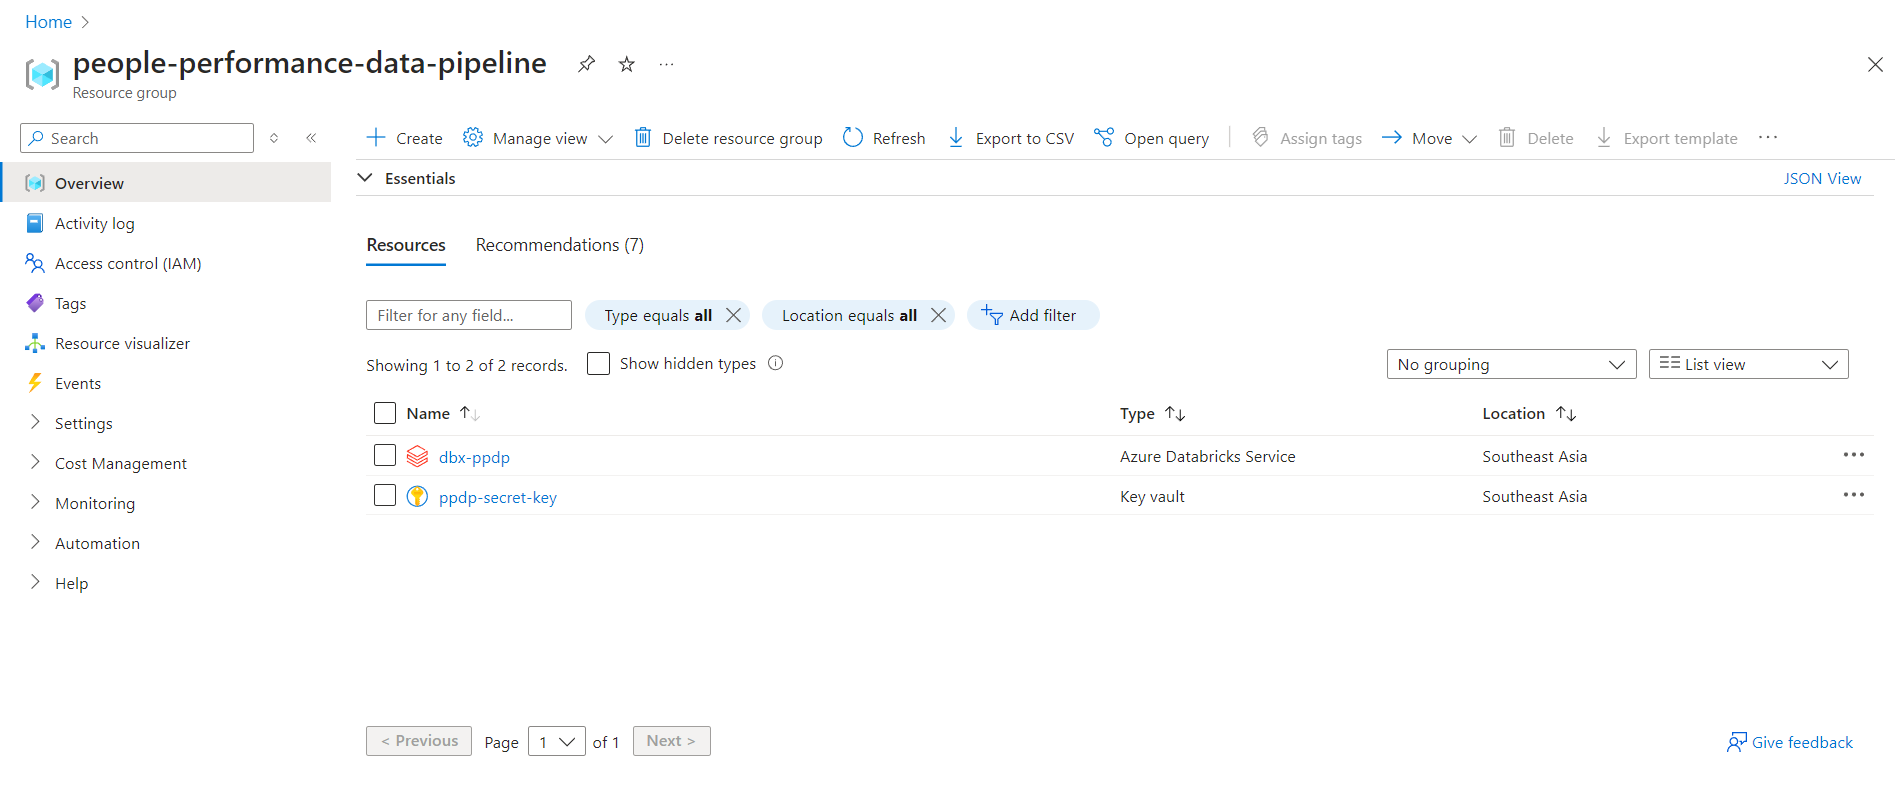 Home
people-performance-data-pipeline
Resource group
Search
Create Manage view Delete resource group Refresh Export to CSV Open query Assign tags Move Delete Export template
Overview
Activity log
Access control (IAM)
Tags
Resource visualizer
Events
Settings
Cost Management
Monitoring
Automation
Help
Essentials JSON View
Resources Recommendations (7)
Filter for any field... Type equals all Location equals all Add filter
Showing 1 to 2 of 2 records. Show hidden types No grouping List view
Name Type Location
dbx-ppdp Azure Databricks Service Southeast Asia
ppdp-secret-key Key vault Southeast Asia
< Previous Page 1 of 1 Next > Give feedback